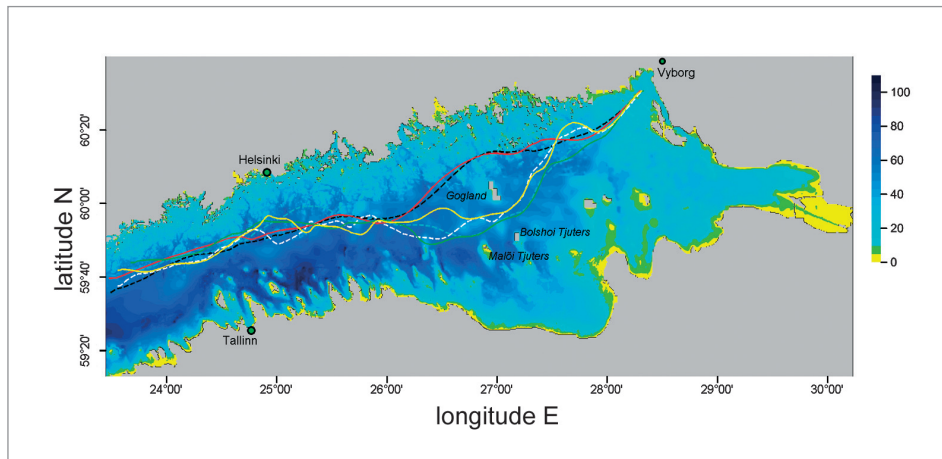 Vyborg
100
80
60
40
20
0
60°20'
60°00'
59°40'
59°20'
latitude N
Helsinki
Gogland
Bolshoi Tjuters
Malõi Tjuters
Tallinn
24°00'
25°00'
26°00'
27°00'
28°00'
29°00'
30°00'
longitude E